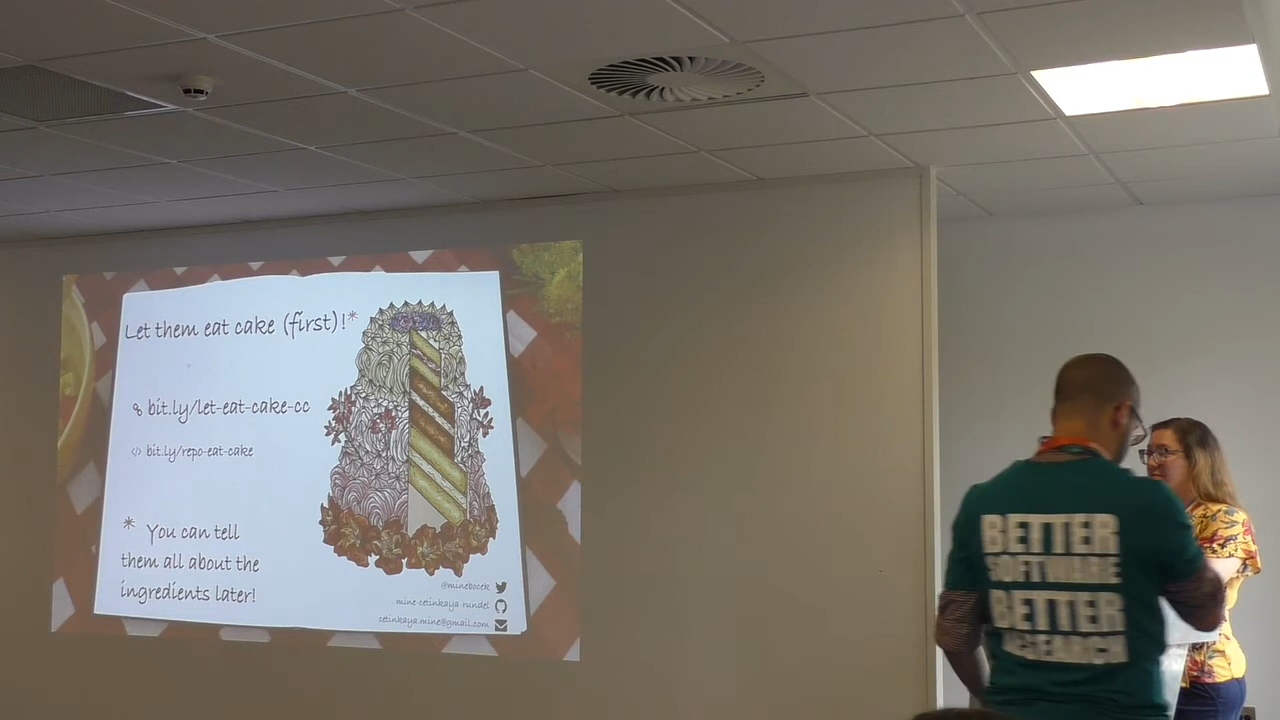 Let them eat cake (first)!*
bit.ly/let-eat-cake-cc
</> bit.ly/repo-eat-cake
* You can tell
them all about the
ingredients later!
@minebocek
mine-cetinkaya-rundel
cetinkaya.mine@gmail.com
BETTER
SOFTWARE
BETTER
RESEARCH